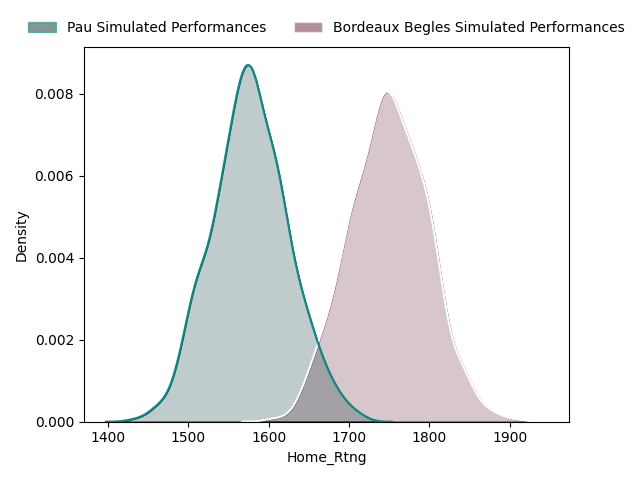 Pau Simulated Performances
Bordeaux Begles Simulated Performances
Density
0.008
0.006
0.004
0.002
0.000
1400
1500
1600
1700
1800
1900
Home_Rtng